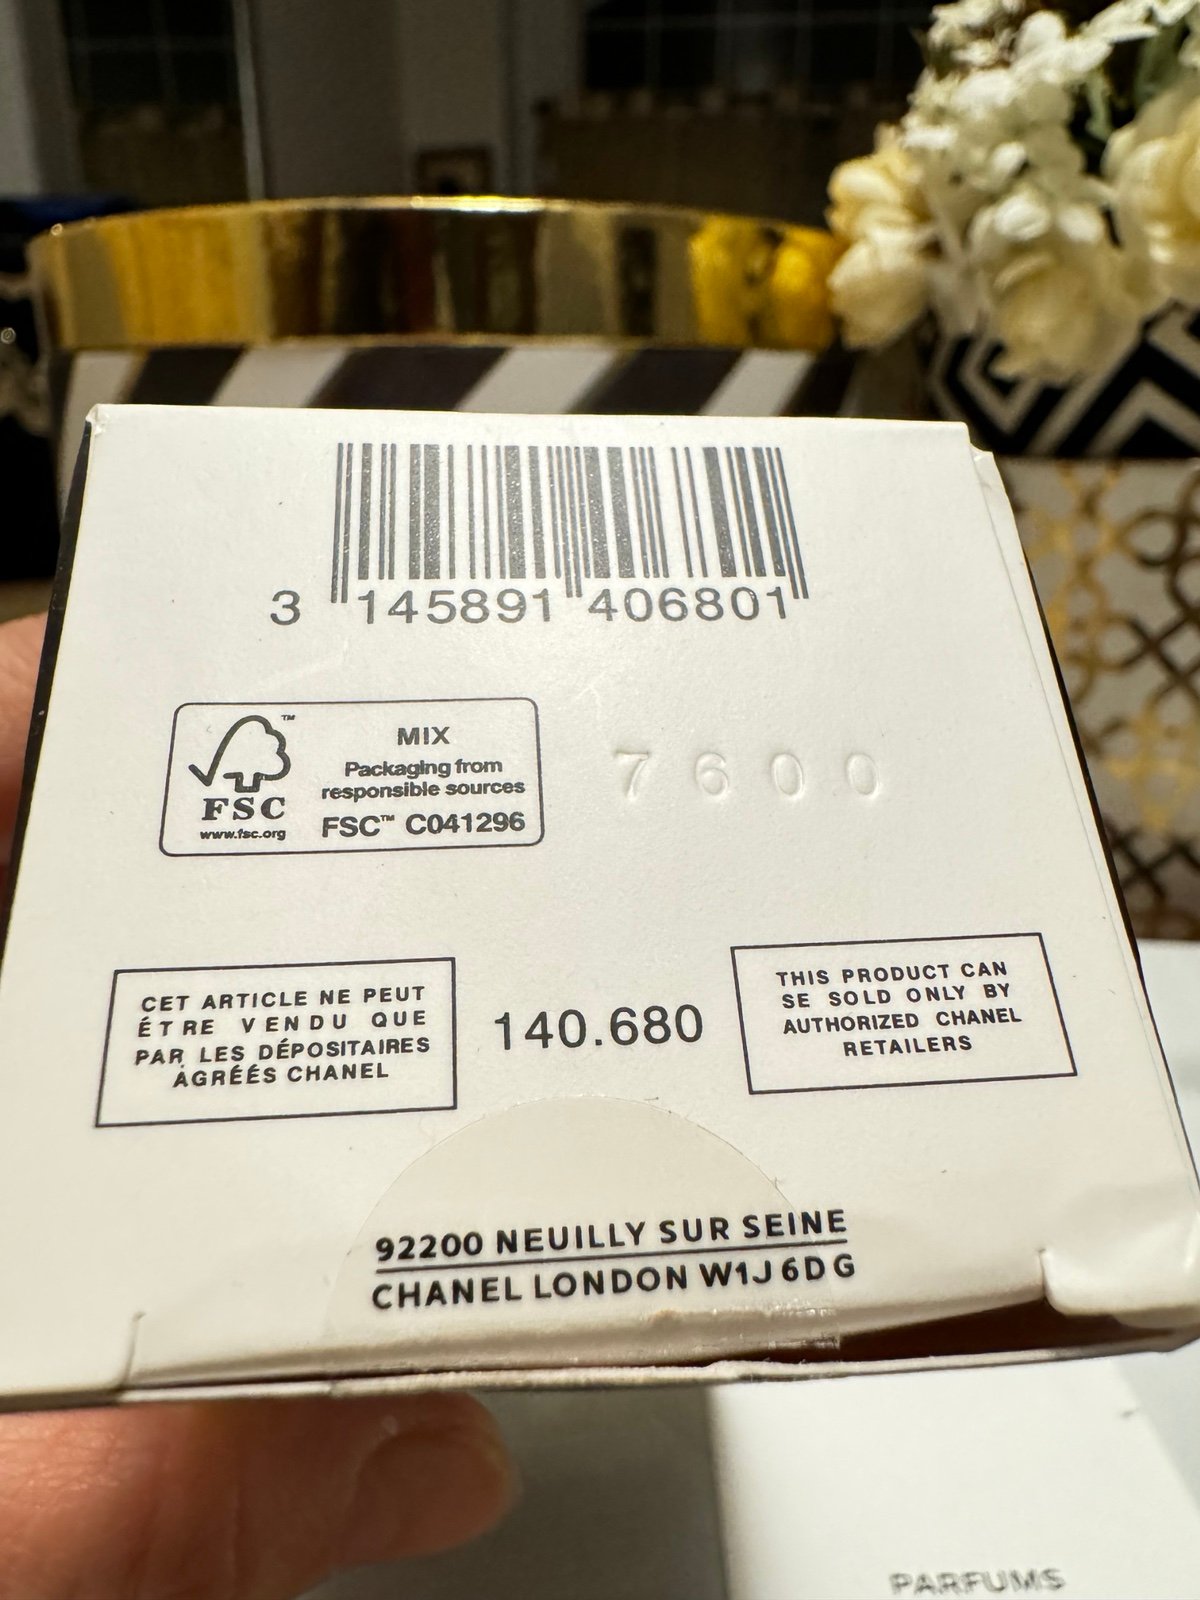 3 145891 406801
™
MIX
Packaging from
responsible sources
FSC
www.fsc.org
FSC™ C041296
7600
CET ARTICLE NE PEUT
ÊTRE VENDU QUE
PAR LES DÉPOSITAIRES
AGRÉÉS CHANEL
140.680
THIS PRODUCT CAN
SE SOLD ONLY BY
AUTHORIZED CHANEL
RETAILERS
92200 NEUILLY SUR SEINE
CHANEL LONDON W1J 6DG
PARFUMS